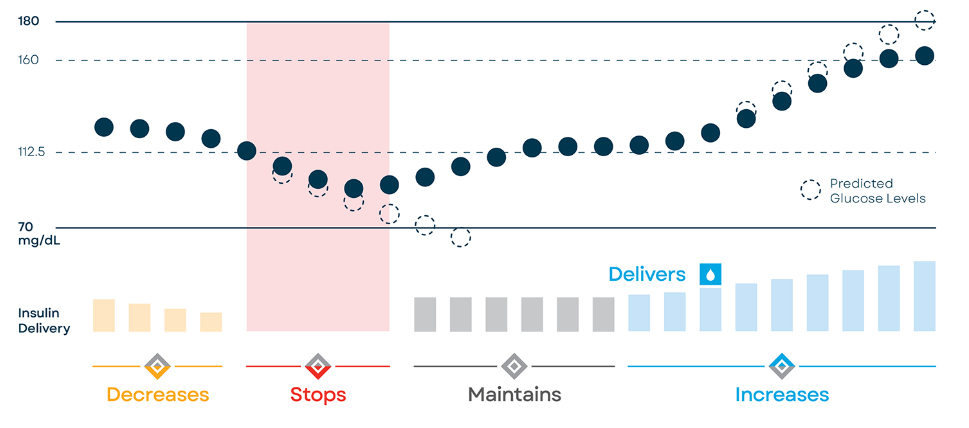 180
160
112.5
Predicted
Glucose Levels
70
mg/dL
Delivers
Insulin
Delivery
Decreases
Stops
Maintains
Increases